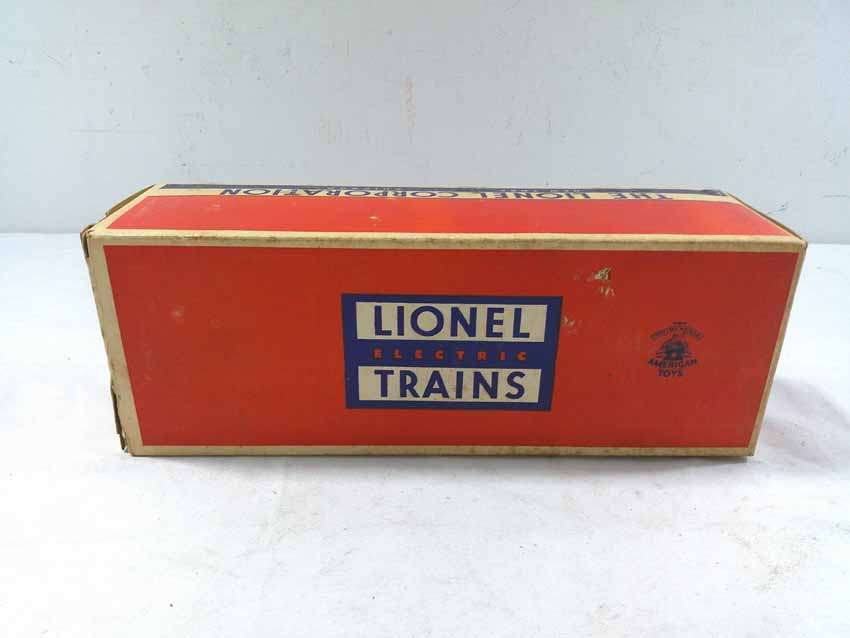 THE LIONEL CORPORATION
LIONEL
ELECTRIC
TRAINS
AMERICAN
TOYS